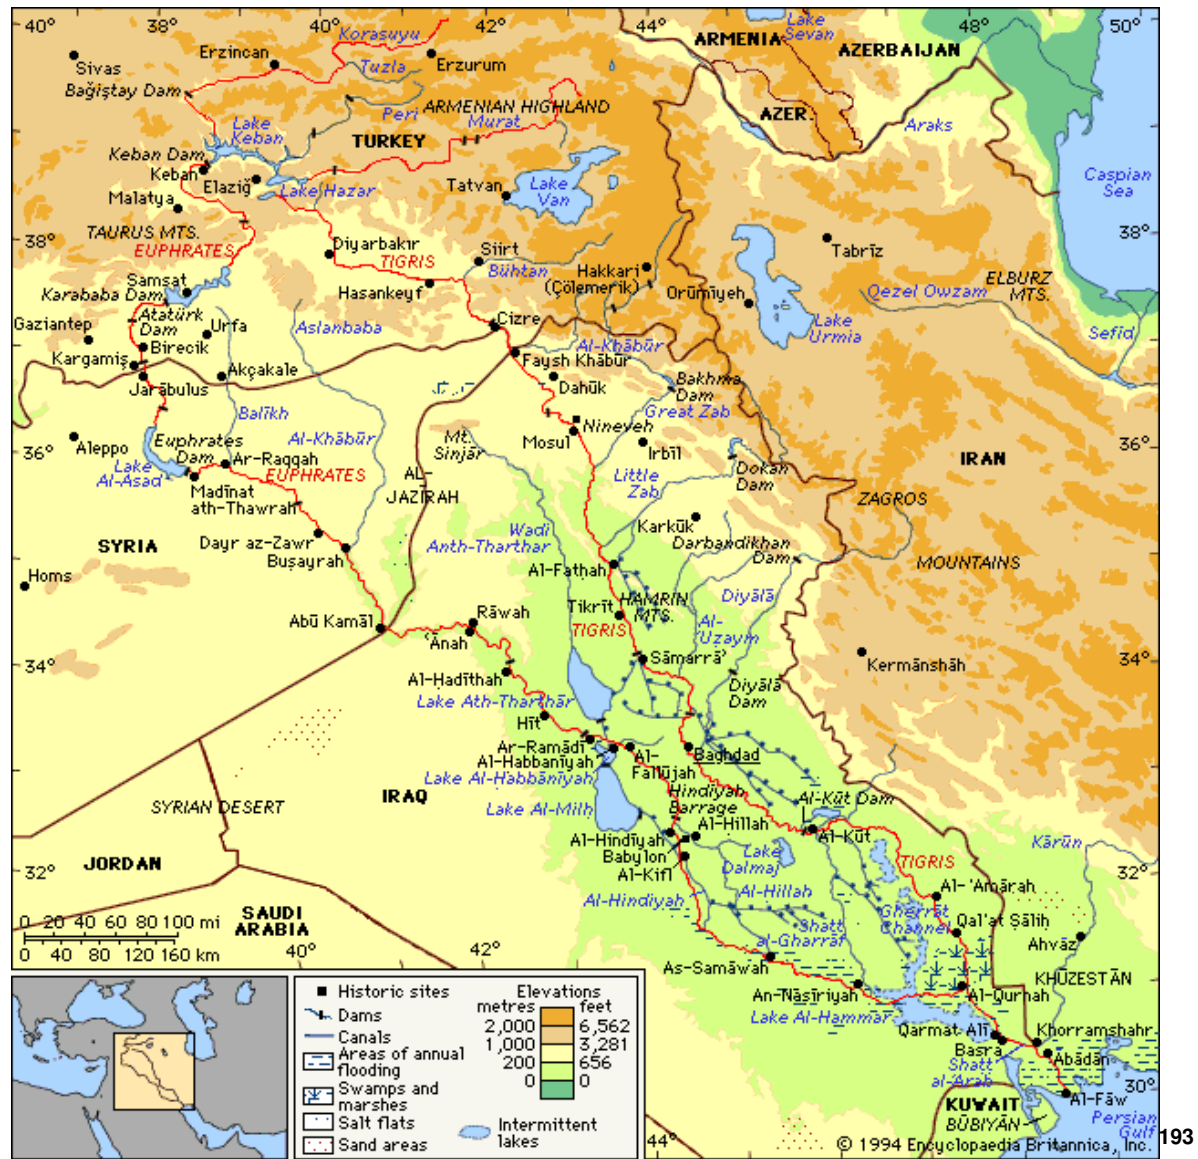 40°
38°
40
42
44
48
50°
Korasuyu
Lake
Sevan
ARMENIA
AZERBAIJAN
Erzincan
Erzurum
Sivas
Tuzla
Bağiştay Dam
Peri
ARMENIAN HIGHLAND
Murat
AZER.
Araks
Lake
Keban
TURKEY
Keban Dam
Keban
Elaziğ
Lake Hazar
Tatvan
Lake
Van
Caspian
Sea
Malatya
TAURUS MTS.
EUPHRATES
38°
Diyarbakır
TIGRIS
Siirt
Bühtan
Hakkari
(Çölemerik)
Tabrīz
38°
Samsat
Karababa Dam
Hasankeyf
Orūmīyeh
Qezel Owzam
ELBURZ
MTS.
Atatürk
Dam
Gaziantep
Urfa
Aslanbaba
Cizre
Lake
Urmia
Sefid
Birecik
Kargamiş
Akçakale
Al-Khābūr
Faysh Khābūr
Jarābulus
Dahūk
Bakhma
Dam
Balīkh
Great Zab
Nineveh
Aleppo
36°
Euphrates
Dam
Al-Khābūr
Mt.
Sinjār
Mosul
Irbīl
36°
Ar-Raqqah
Lake
Al-Asad
EUPHRATES
AL-
JAZĪRAH
Little
Zab
Dokan
Dam
IRAN
Madīnat
ath-Thawrah
ZAGROS
Wadi
Anth-Tharthar
Karkūk
Darbandikhan
Dam
SYRIA
Dayr az-Zawr
Buṣayrah
MOUNTAINS
Homs
Al-Fatḥah
Diyālā
Tikrīt
HAMRIN
MTS.
Al-
Uẓaym
Abū Kamāl
Rāwah
'Ānah
TIGRIS
34°
Sāmarrā'
Kermānshāh
34°
Al-Hadīthah
Diyālā
Dam
Lake Ath-Tharthār
Hīt
Ar-Ramādī
Al-Habbanīyah
Al-
Fallūjah
Baghdad
Lake Al-Habbānīyah
Hindīyah
Barrage
Al-Kūt Dam
SYRIAN DESERT
IRAQ
Lake Al-Milh
Al-Hillah
Al-Kūt
Kārūn
Al-Hindīyah
Babylon
Al-Kifl
Lake
Dalmaj
TIGRIS
JORDAN
32°
Al-Hillah
Al-'Amārah
32°
Al-Hindīyah
Gherrat
Channel
SAUDI
ARABIA
Shatt
al-Gharrāf
Qal'at Ṣāliḥ
Ahvāz
0 20 40 60 80 100 mi
0 40 80 120 160 km
40°
42°
As-Samāwah
KHŪZESTĀN
An-Nāsīrīyah
Al-Qurnah
Lake Al-Hammar
Qarmat Alī
Khorramshahr
Basra
Abādān
Shatt
al-Arab
30°
Al-Fāw
KUWAIT
BŪBIYĀN
Persian
Gulf
44°
Historic sites
Dams
Canals
Areas of annual
flooding
Swamps and
marshes
Salt flats
Sand areas
Elevations
metres feet
2,000 6,562
1,000 3,281
200 656
0 0
Intermittent
lakes
© 1994 Encyclopaedia Britannica, Inc.
193